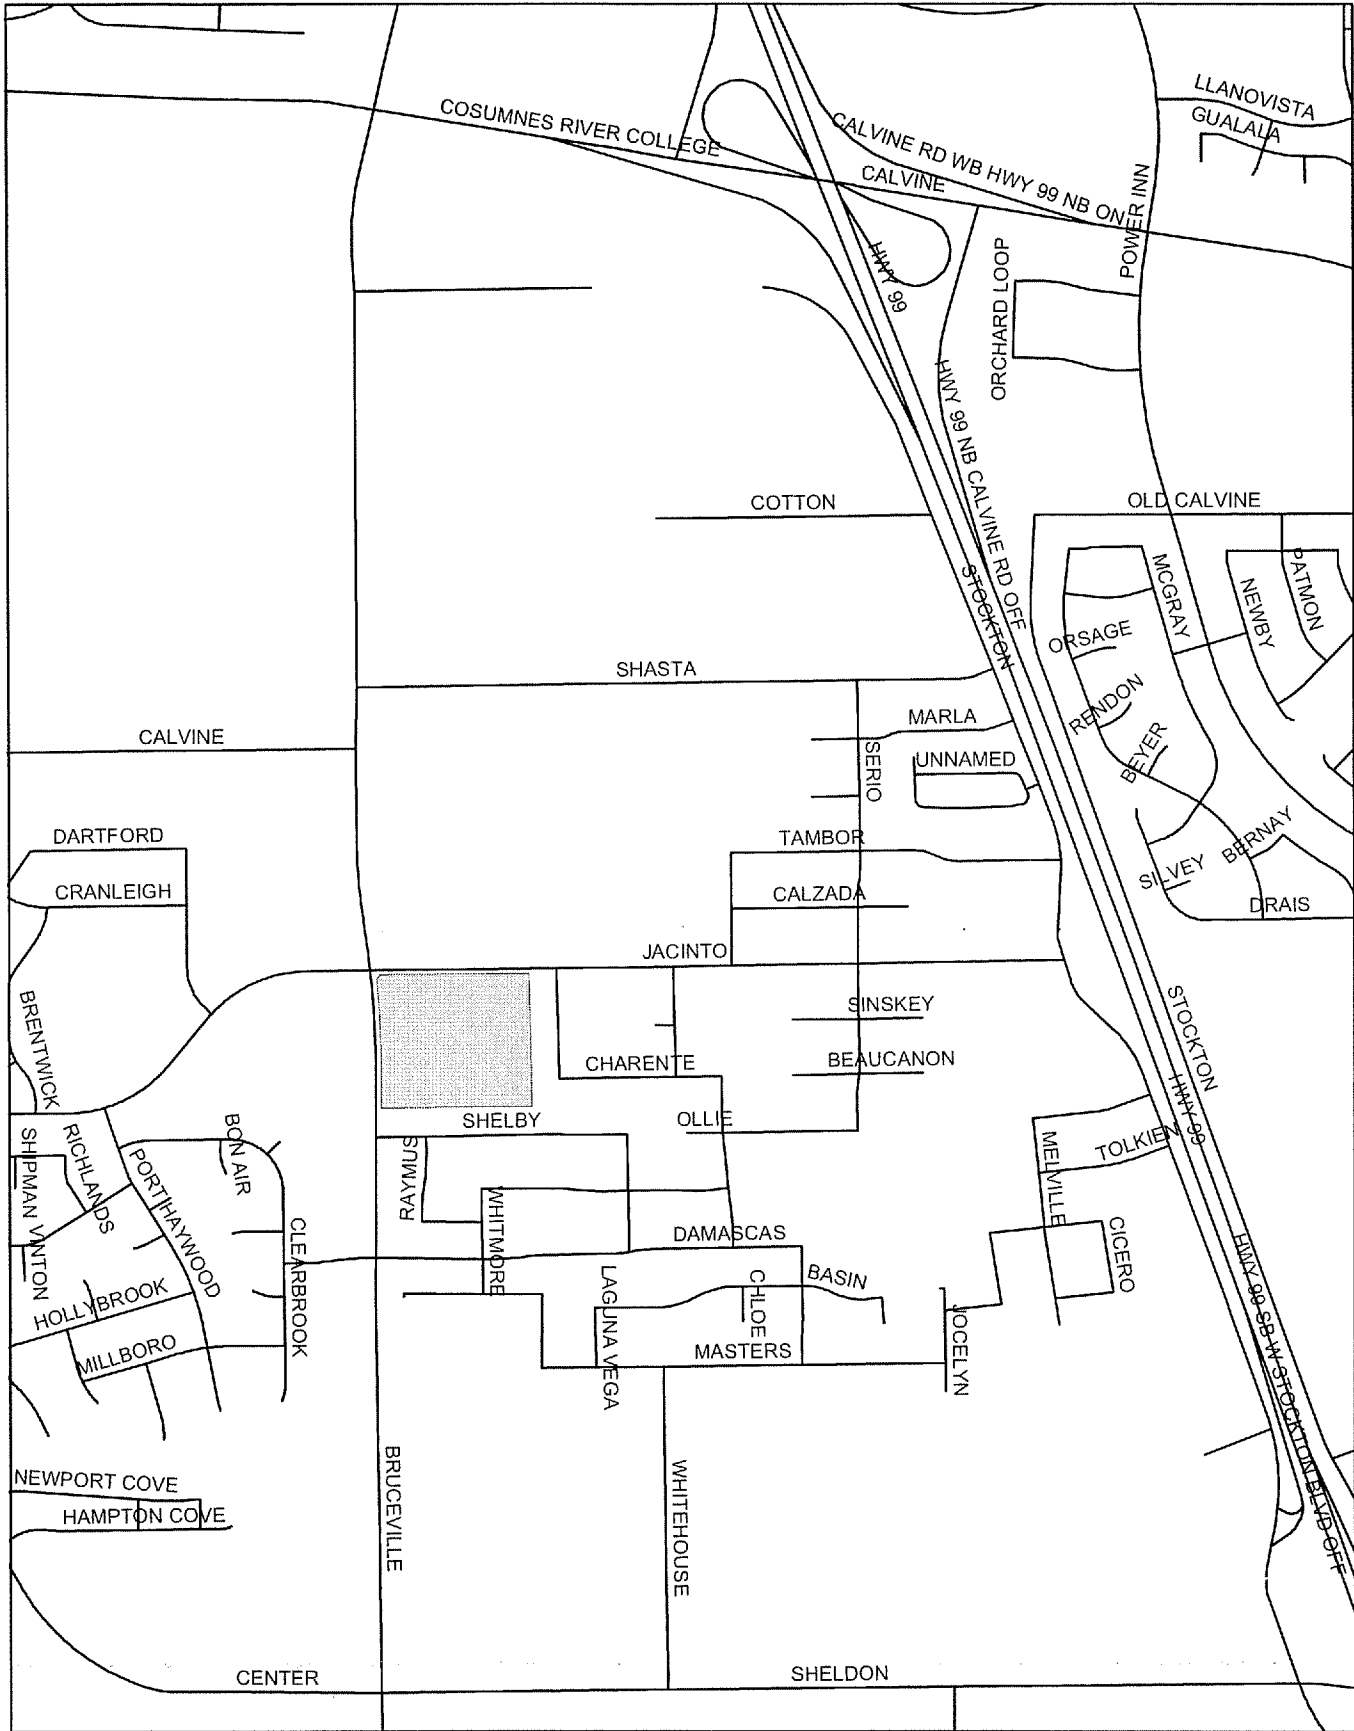 LLANOVISTA
GUALALA
COSUMNES RIVER COLLEGE
CALVINE RD WB HWY 99 NB ON
CALVINE
POWER INN
HWY 99
ORCHARD LOOP
HWY 99 NB CALVINE RD OFF
COTTON
OLD CALVINE
STOCKTON
MCGRAY
NEWBY
PATMON
ORSAGE
SHASTA
RENDON
MARLA
CALVINE
BEYER
UNNAMED
SERIO
DARTFORD
TAMBOR
BERNAY
SILVEY
CRANLEIGH
CALZADA
DRAIS
JACINTO
BRENTWICK
SINSKEY
STOCKTON
CHARENTE
BEAUCANON
HWY 99
SHELBY
OLLIE
SHIPMAN
RICHLANDS
BON AIR
RAYMUS
MELVILLE
TOLKIEN
PORT HAYWOOD
VINTON
WHITMORE
CLEARBROOK
DAMASCAS
CICERO
HWY 99 SB W STOCKTON BLVD OFF
HOLLYBROOK
LAGUNA VEGA
CHLOE
BASIN
JOCELYN
MILLBORO
MASTERS
NEWPORT COVE
BRUCEVILLE
WHITEHOUSE
HAMPTON COVE
CENTER
SHELDON